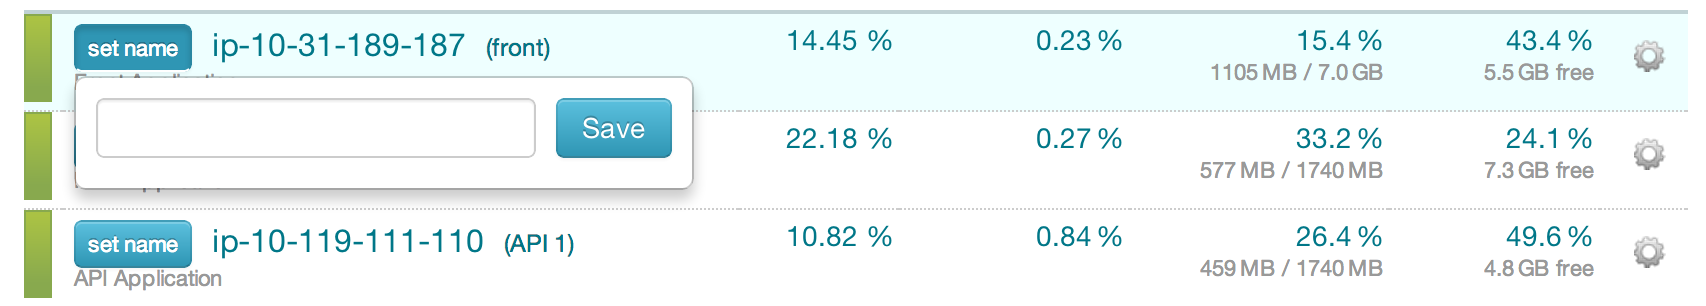 set name ip-10-31-189-187 (front) 14.45 % 0.23 % 15.4 % 43.4 %
1105 MB / 7.0 GB 5.5 GB free
Save
22.18 % 0.27 % 33.2 % 24.1 %
577 MB / 1740 MB 7.3 GB free
set name ip-10-119-111-110 (API 1) 10.82 % 0.84 % 26.4 % 49.6 %
API Application 459 MB / 1740 MB 4.8 GB free